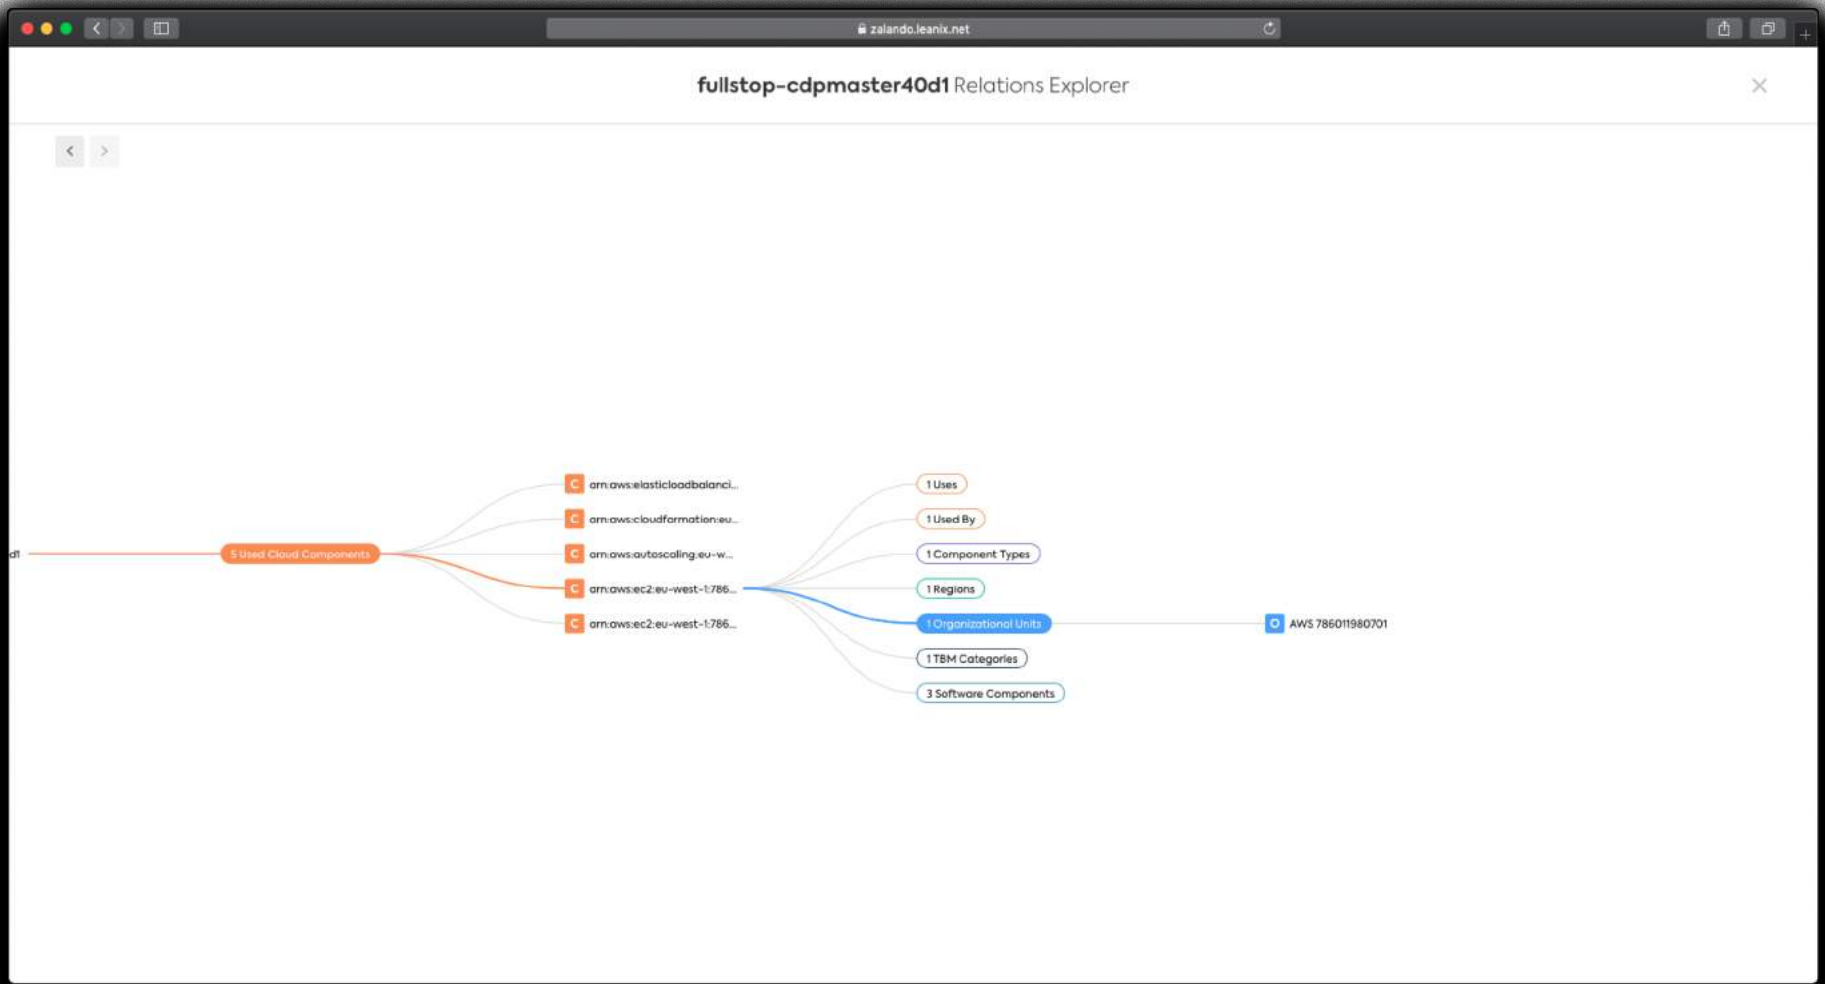 zalando.leanix.net
fullstop-cdpmaster40d1 Relations Explorer
d1
5 Used Cloud Components
C arn:aws:elasticloadbalanci...
C arn:aws:cloudformation:eu...
C arn:aws:autoscaling:eu-w...
C arn:aws:ec2:eu-west-1:786...
C arn:aws:ec2:eu-west-1:786...
1 Uses
1 Used By
1 Component Types
1 Regions
1 Organizational Units
1 TBM Categories
3 Software Components
O AWS 786011980701